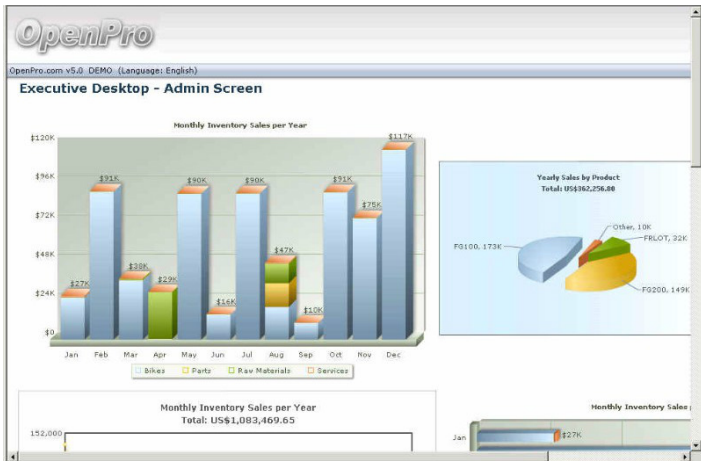 OpenPro
OpenPro.com v5.0 DEMO (Language: English)
Executive Desktop - Admin Screen
Monthly Inventory Sales per Year
$120K
$96K
$72K
$48K
$24K
$0
$27K
$91K
$38K
$29K
$90K
$16K
$90K
$47K
$10K
$91K
$75K
$117K
Jan Feb Mar Apr May Jun Jul Aug Sep Oct Nov Dec
Bikes Parts Raw Materials Services
Yearly Sales by Product
Total: US$362,256.80
Other, 10K
FRLOT, 32K
FG100, 173K
FG200, 149K
Monthly Inventory Sales per Year
Total: US$1,083,469.65
152,000
Monthly Inventory Sales
Jan
$27K